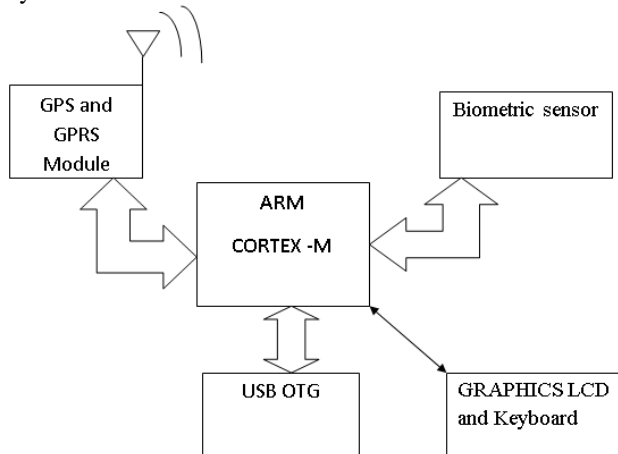 y
GPS and
GPRS
Module
Biometric sensor
ARM
CORTEX -M
USB OTG
GRAPHICS LCD
and Keyboard